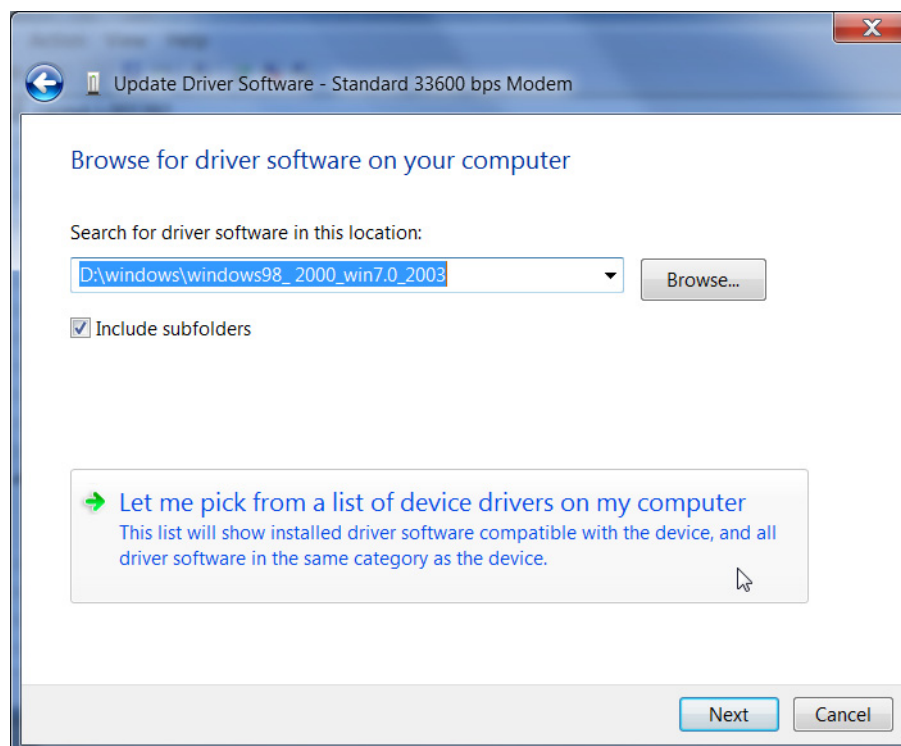 Action View Help
Update Driver Software - Standard 33600 bps Modem
Browse for driver software on your computer
Search for driver software in this location:
D:\windows\windows98_ 2000_win7.0_2003
Browse...
Include subfolders
Let me pick from a list of device drivers on my computer
This list will show installed driver software compatible with the device, and all
driver software in the same category as the device.
Next
Cancel